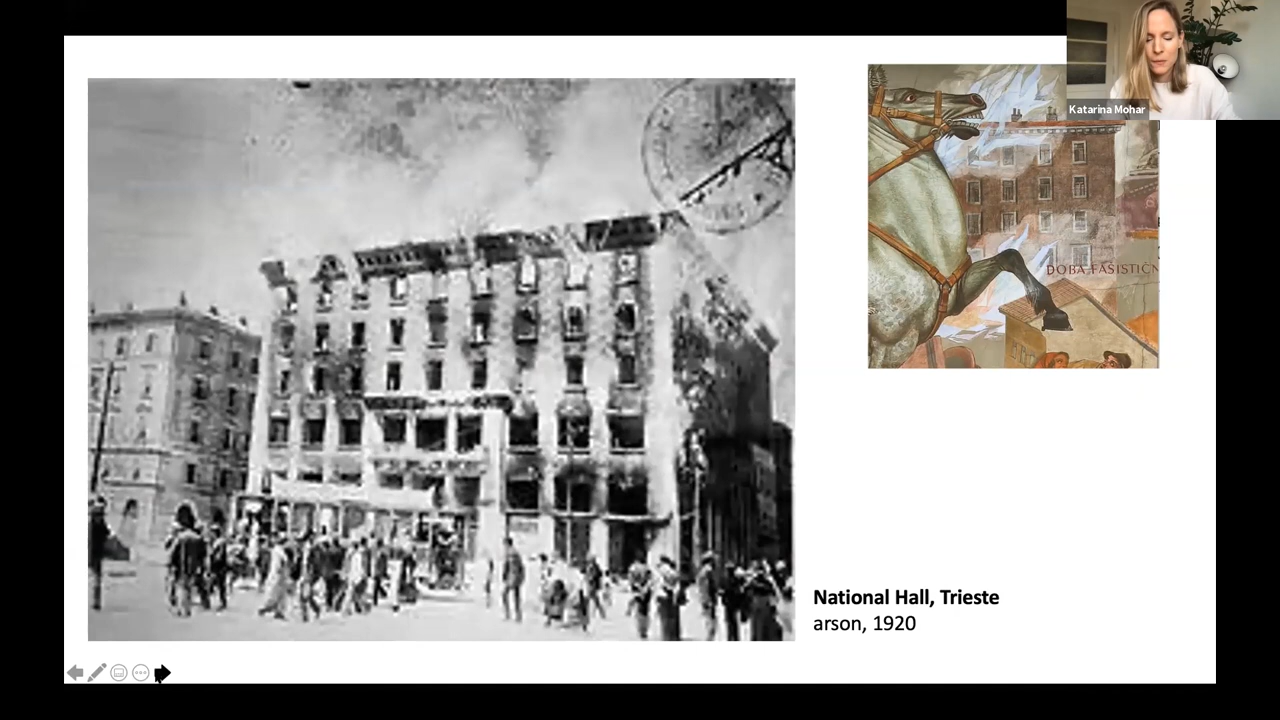 Katarina Mohar
DOBA FAŠISTIČN
National Hall, Trieste
arson, 1920